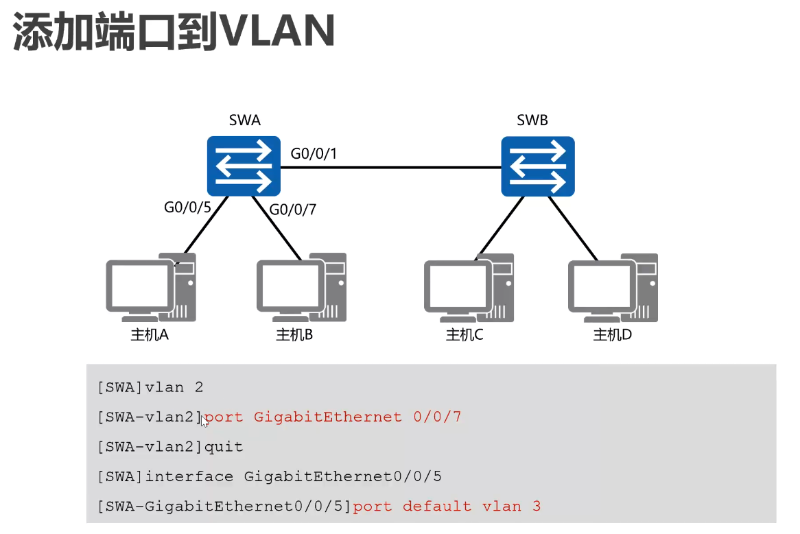 添加端口到VLAN
SWA
SWB
G0/0/1
G0/0/5
G0/0/7
主机A
主机B
主机C
主机D
[SWA]vlan 2
[SWA-vlan2]port GigabitEthernet 0/0/7
[SWA-vlan2]quit
[SWA]interface GigabitEthernet0/0/5
[SWA-GigabitEthernet0/0/5]port default vlan 3